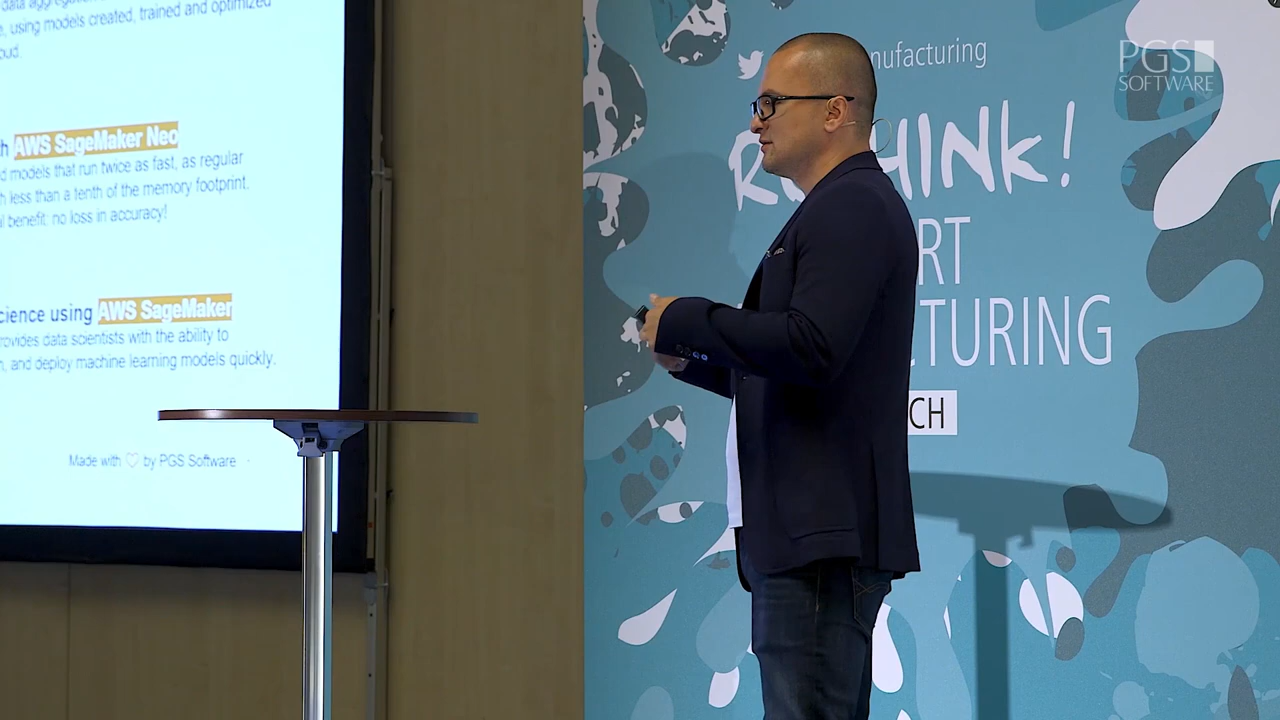 data aggregation
, using models created, trained and optimized
oud.
h AWS SageMaker Neo
d models that run twice as fast, as regular
h less than a tenth of the memory footprint.
al benefit: no loss in accuracy!
cience using AWS SageMaker
rovides data scientists with the ability to
n, and deploy machine learning models quickly.
Made with ♡ by PGS Software
nufacturing
R HINK!
RT
TURING
CH
PGS
SOFTWARE